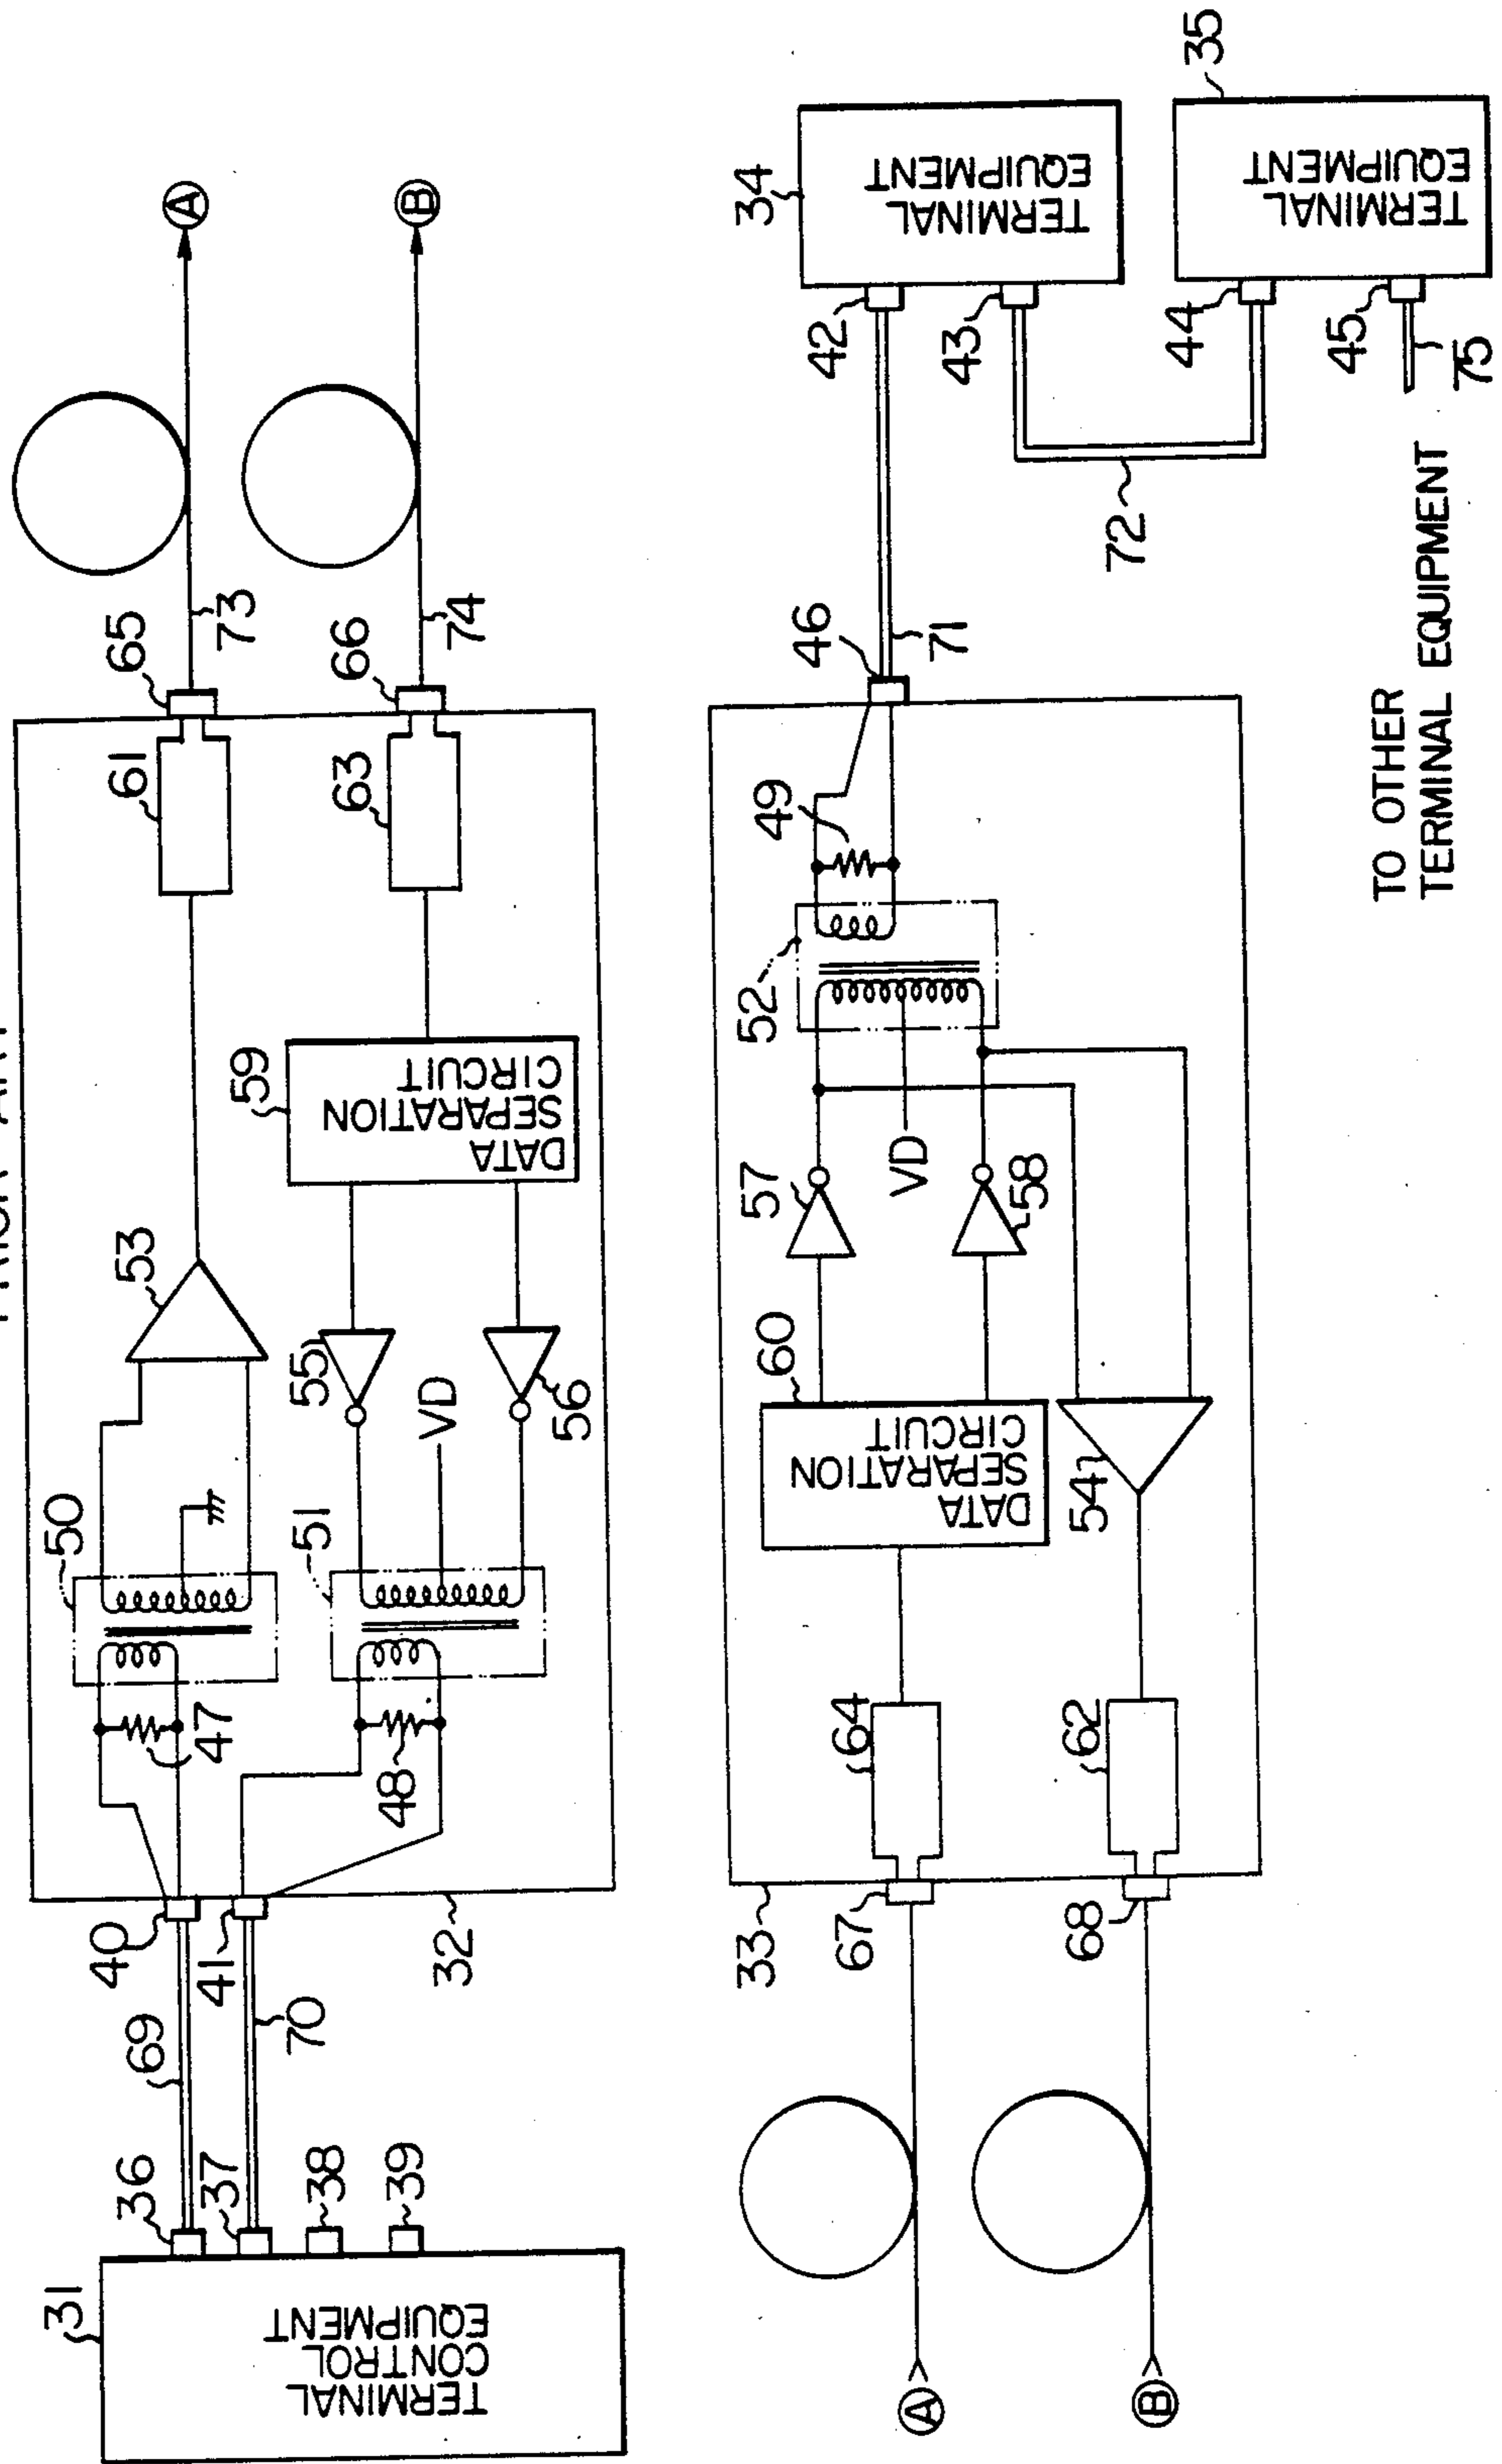 31
TERMINAL
CONTROL
EQUIPMENT
36
37
38
39
69
70
40
41
32
47
48
50
51
53
55
VD
56
59
DATA
SEPARATION
CIRCUIT
61
63
65
66
73
74
A
B
A
B
33
67
68
64
62
60
DATA
SEPARATION
CIRCUIT
54
57
58
VD
52
49
46
71
72
42
43
34
TERMINAL
EQUIPMENT
44
45
75
35
TERMINAL
EQUIPMENT
TO OTHER
TERMINAL EQUIPMENT